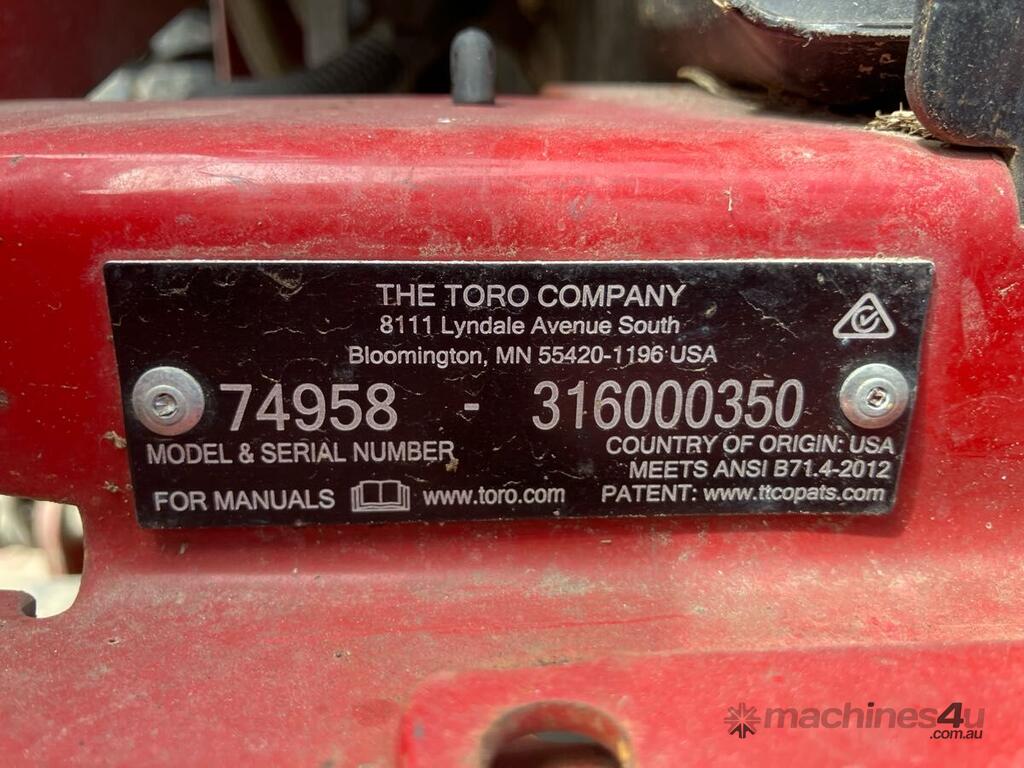 THE TORO COMPANY
8111 Lyndale Avenue South
Bloomington, MN 55420-1196 USA
74958 - 316000350
MODEL & SERIAL NUMBER
COUNTRY OF ORIGIN: USA
MEETS ANSI B71.4-2012
FOR MANUALS www.toro.com
PATENT: www.ttcopats.com
machines4u
.com.au